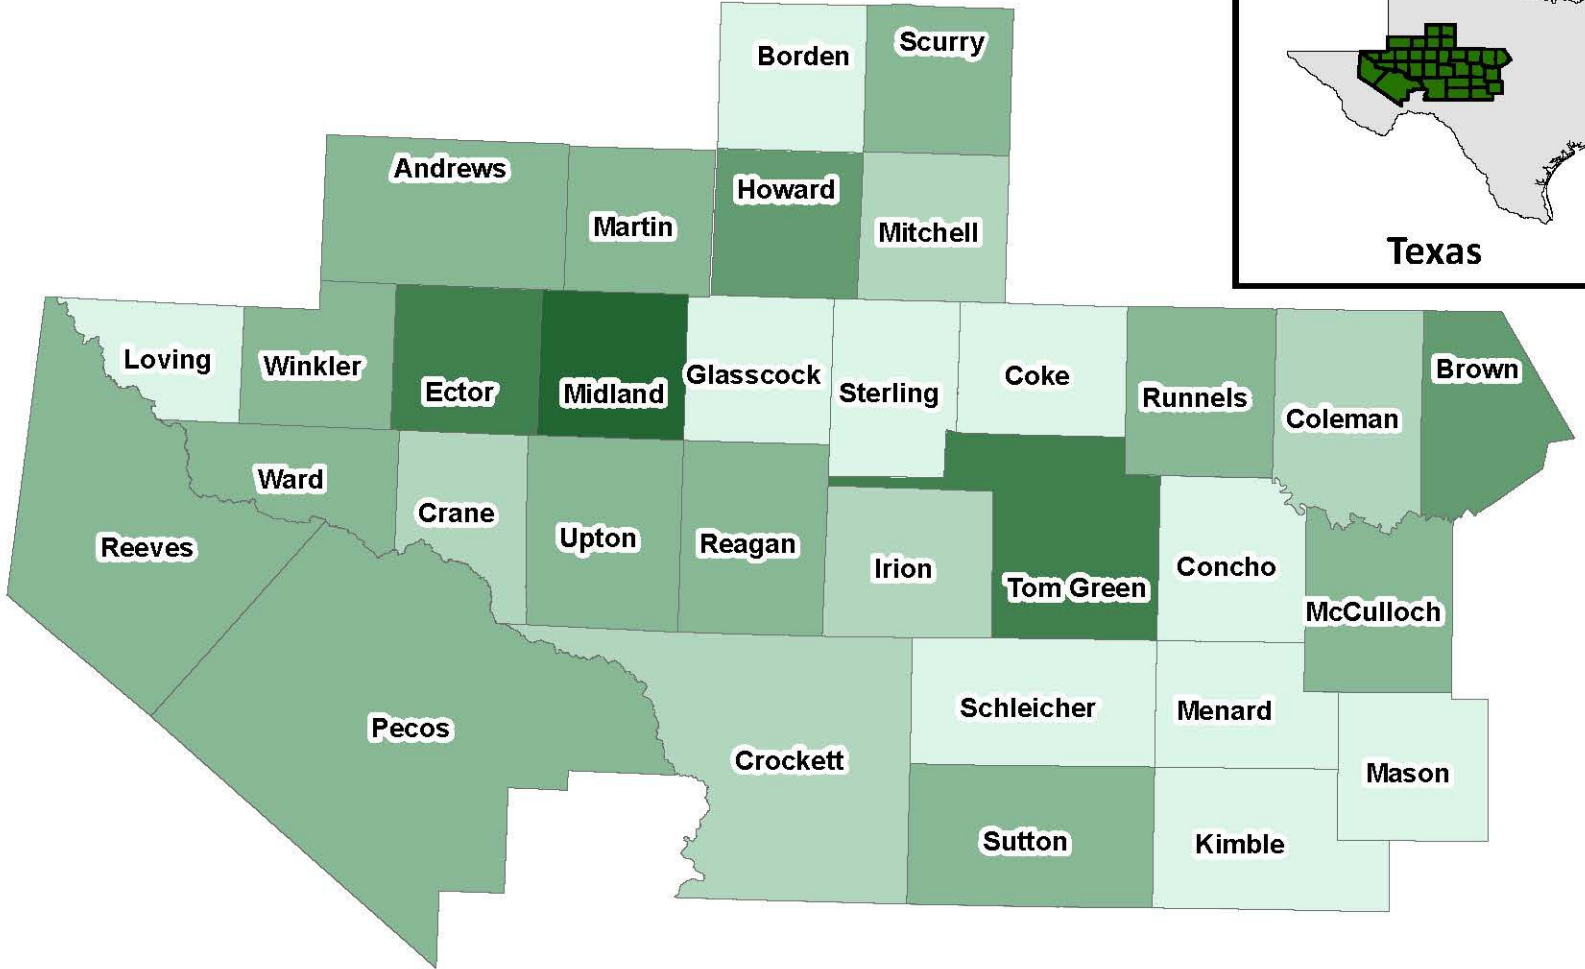 Borden
Scurry
Andrews
Martin
Howard
Mitchell
Texas
Loving
Winkler
Ector
Midland
Glasscock
Sterling
Coke
Runnels
Coleman
Brown
Reeves
Ward
Crane
Upton
Reagan
Irion
Tom Green
Concho
McCulloch
Pecos
Crockett
Schleicher
Menard
Mason
Sutton
Kimble